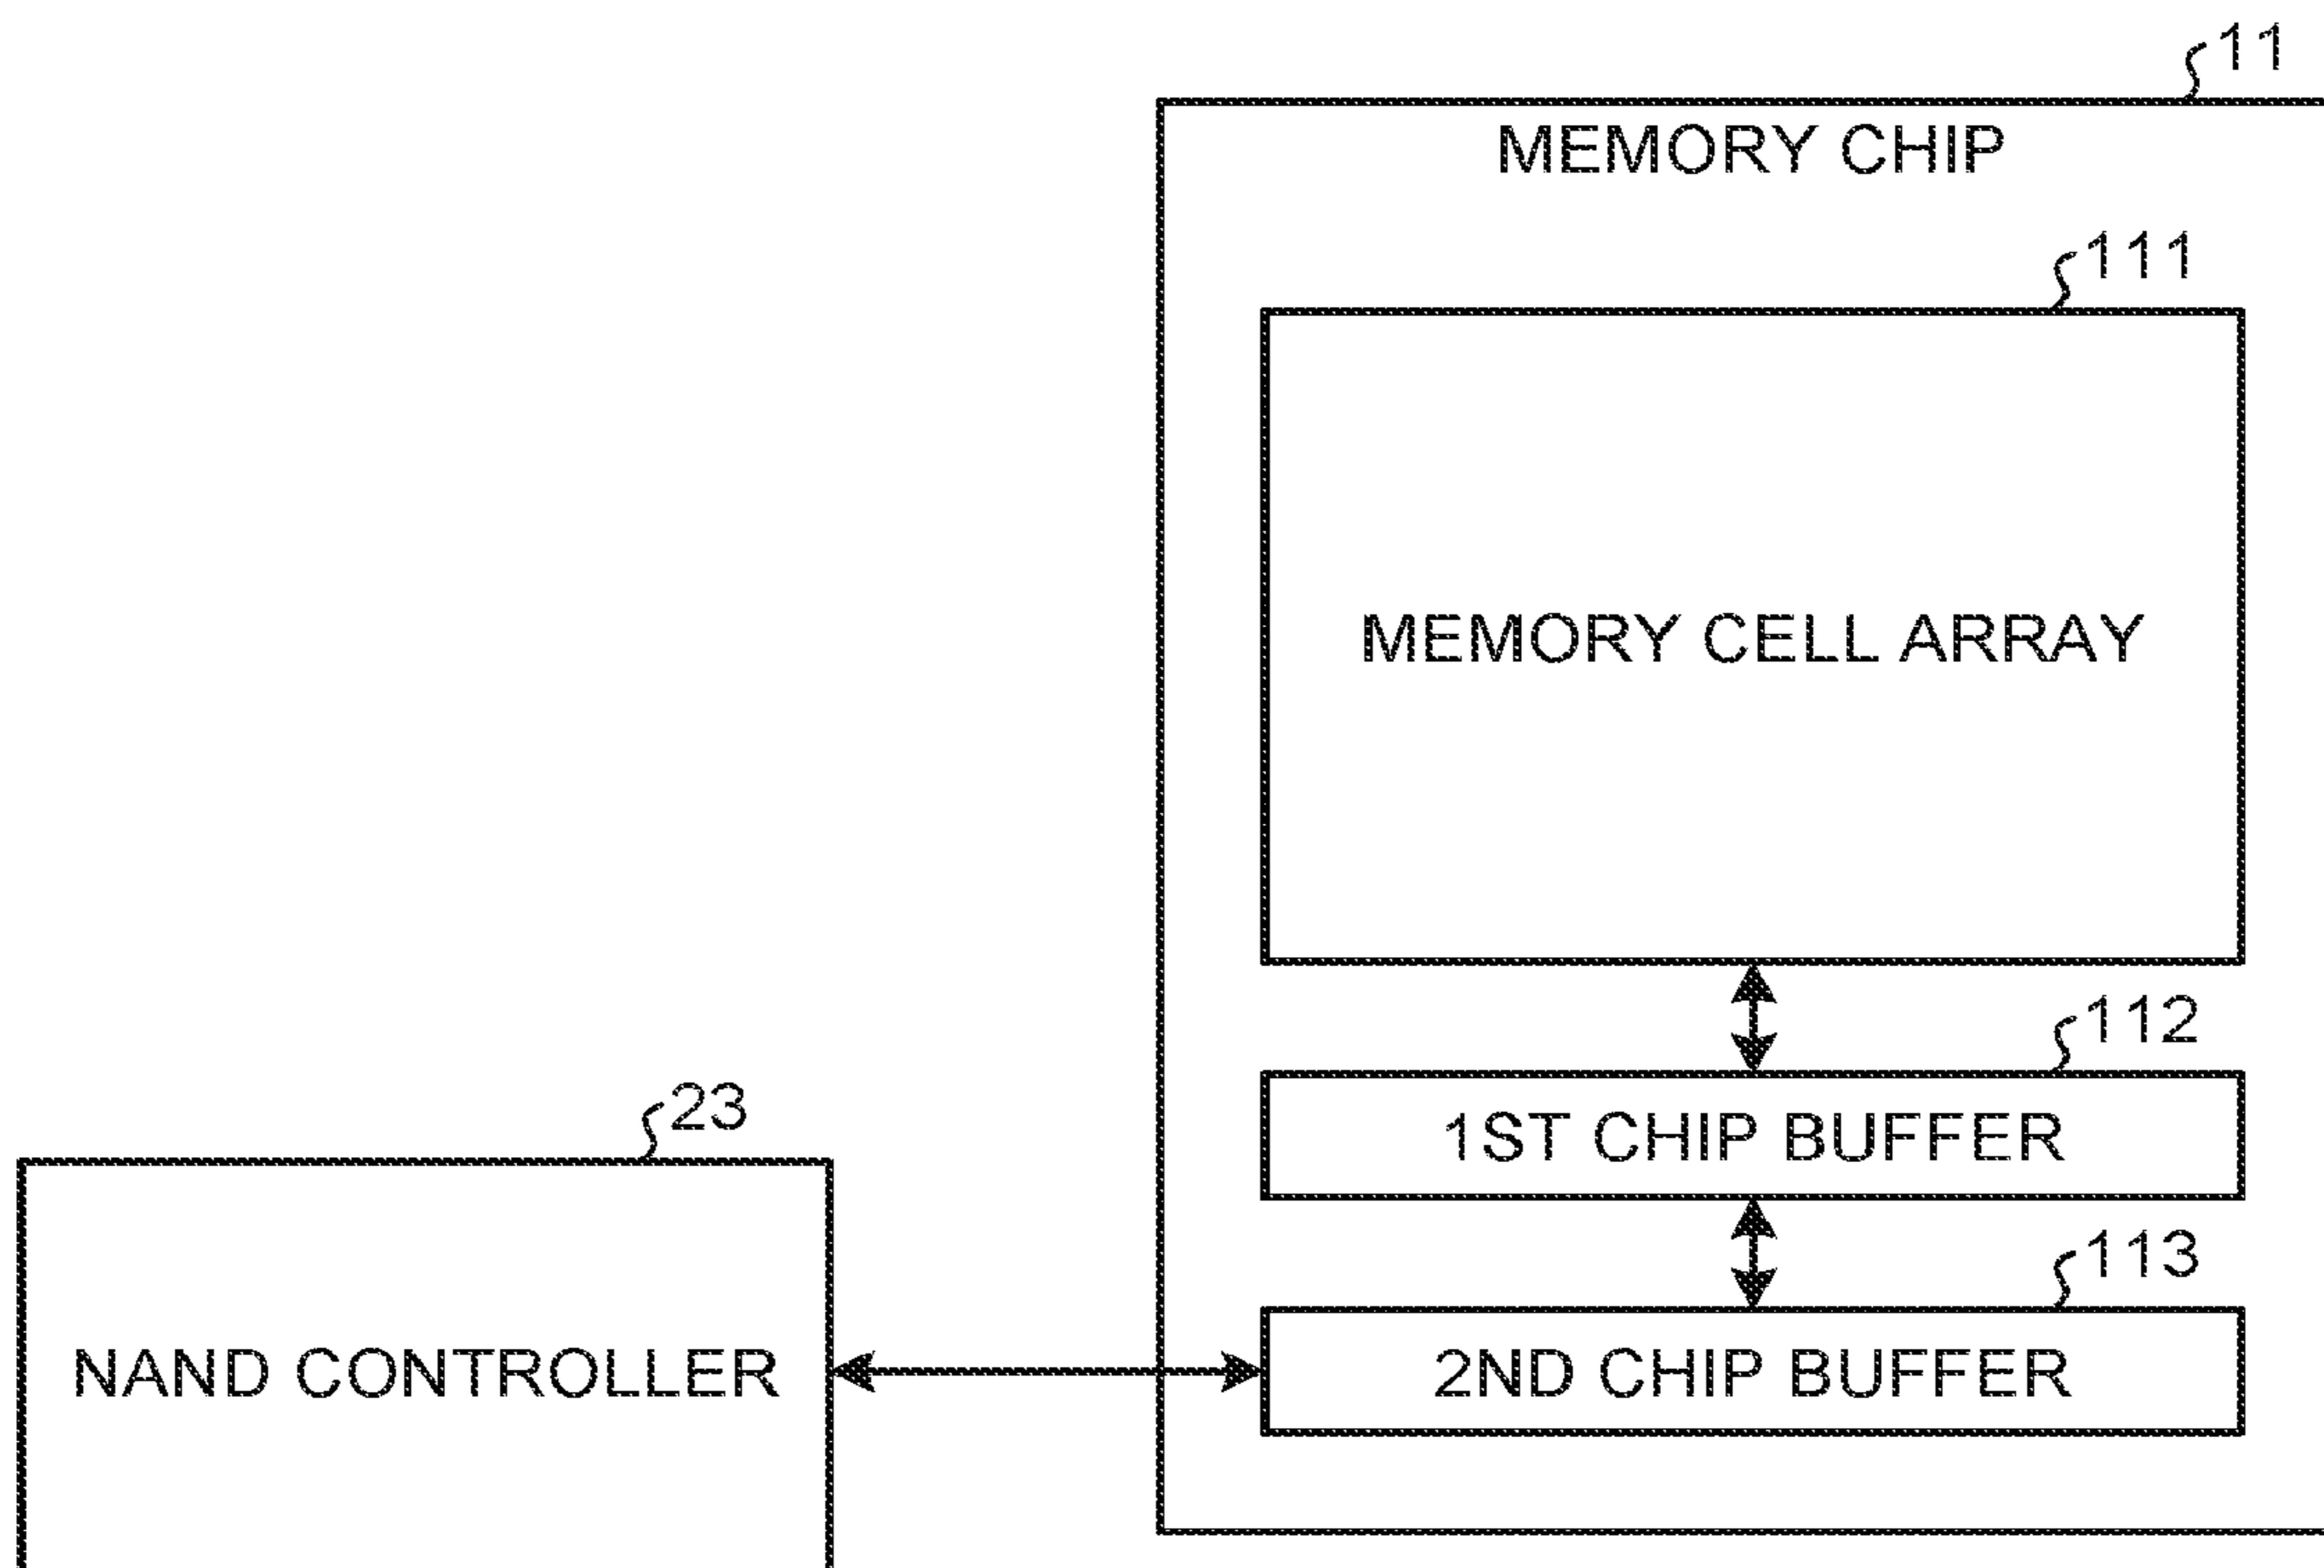 11
MEMORY CHIP
111
MEMORY CELL ARRAY
112
1ST CHIP BUFFER
23
113
NAND CONTROLLER
2ND CHIP BUFFER